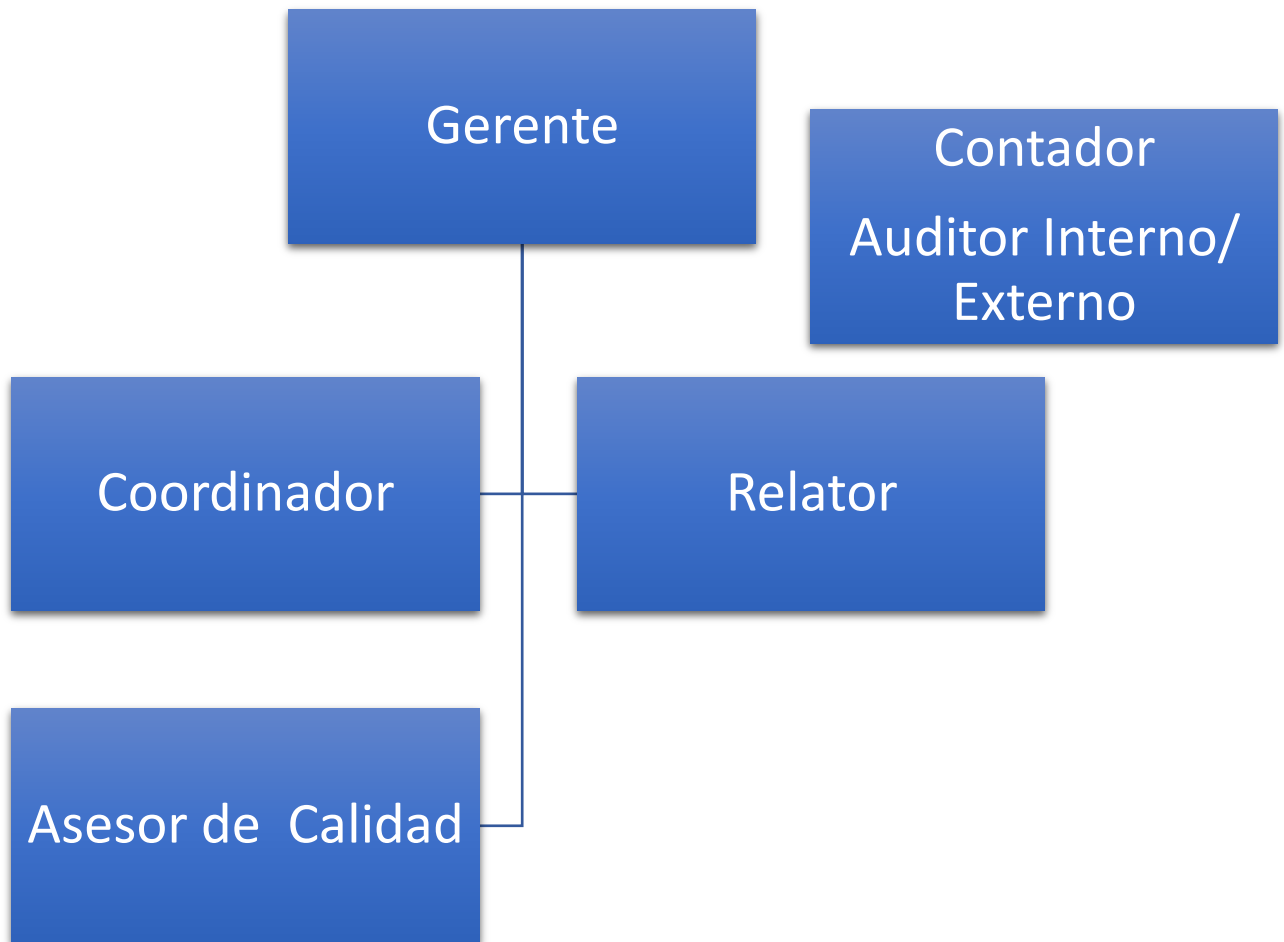 Gerente
Contador
Auditor Interno/
Externo
Coordinador
Relator
Asesor de  Calidad